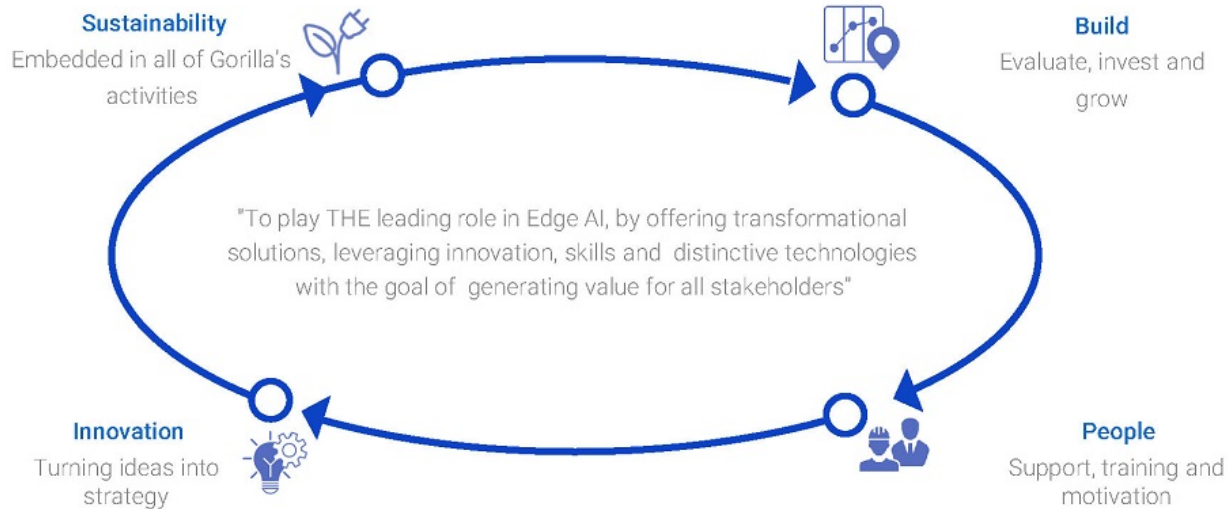 Sustainability
Embedded in all of Gorilla's
activities
Build
Evaluate, invest and
grow
"To play THE leading role in Edge AI, by offering transformational
solutions, leveraging innovation, skills and distinctive technologies
with the goal of generating value for all stakeholders"
Innovation
Turning ideas into
strategy
People
Support, training and
motivation